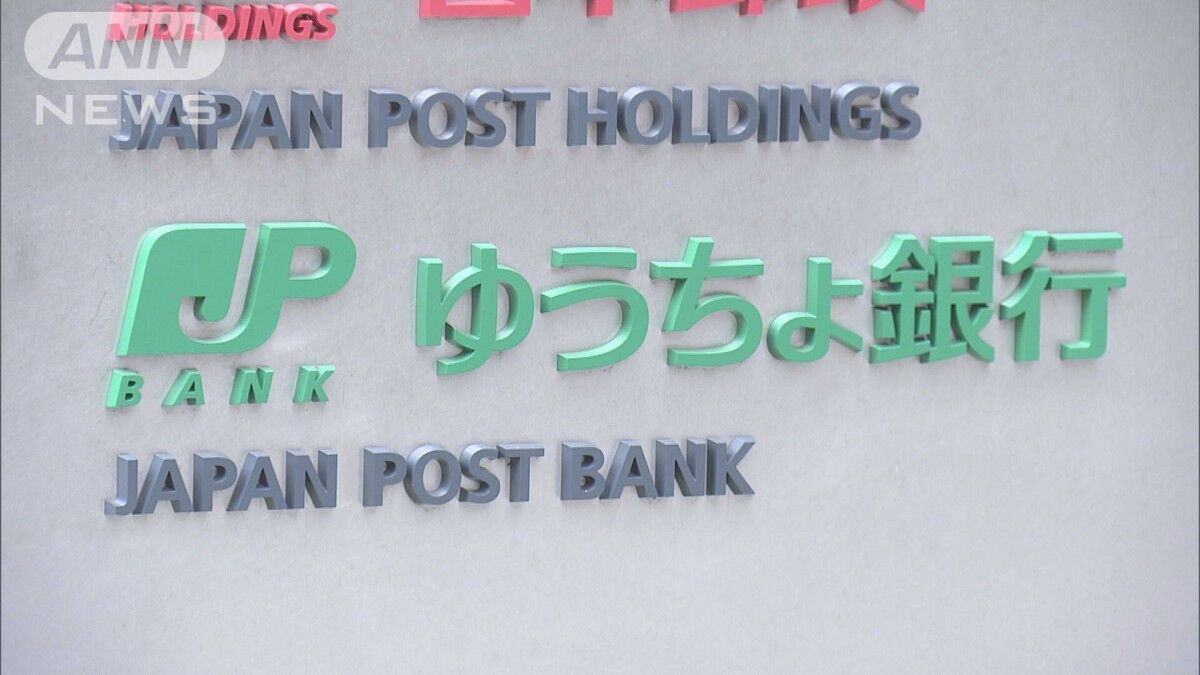 ANN
NEWS
HOLDINGS
JAPAN POST HOLDINGS
JP ゆうちょ銀行
BANK
JAPAN POST BANK